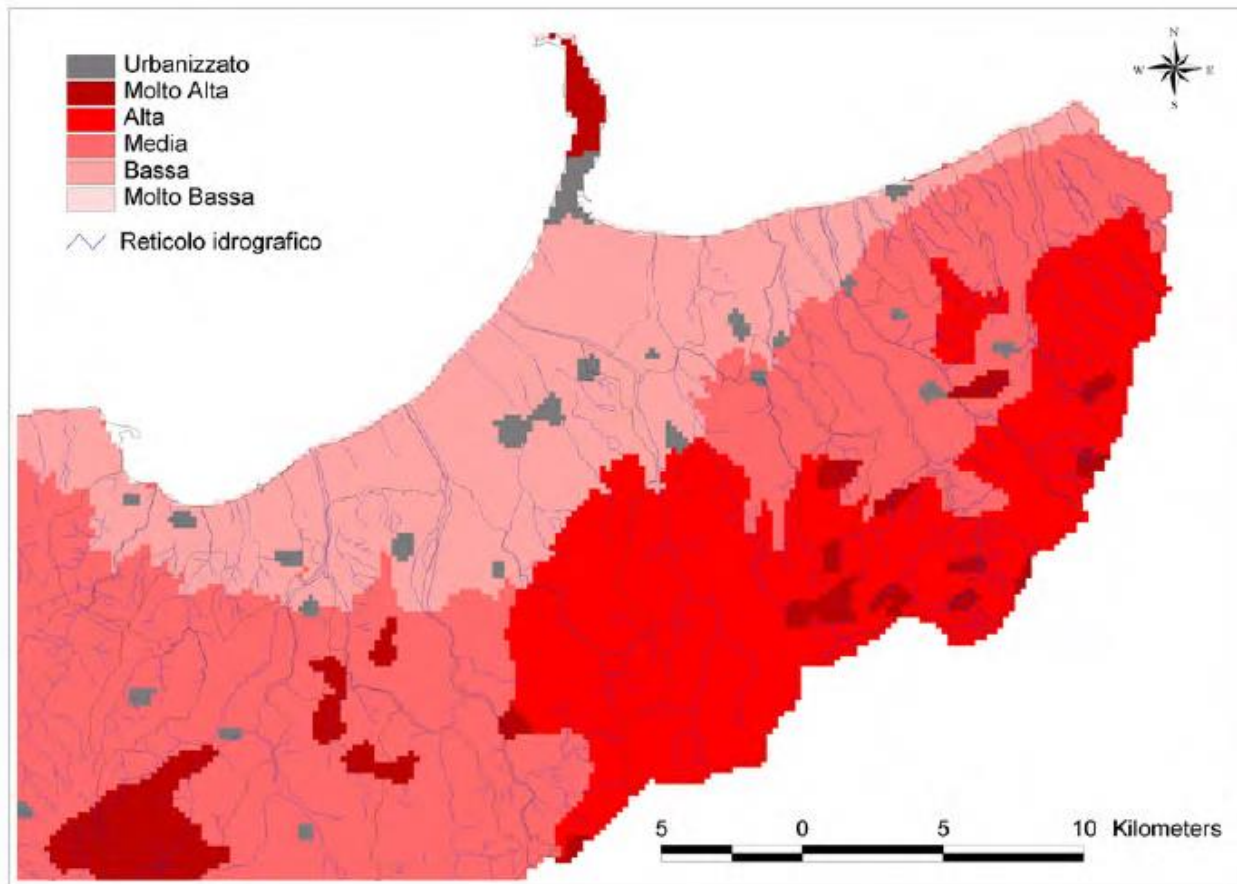 Urbanizzato
Molto Alta
Alta
Media
Bassa
Molto Bassa
Reticolo idrografico
N
W E
S
5 0 5 10 Kilometers